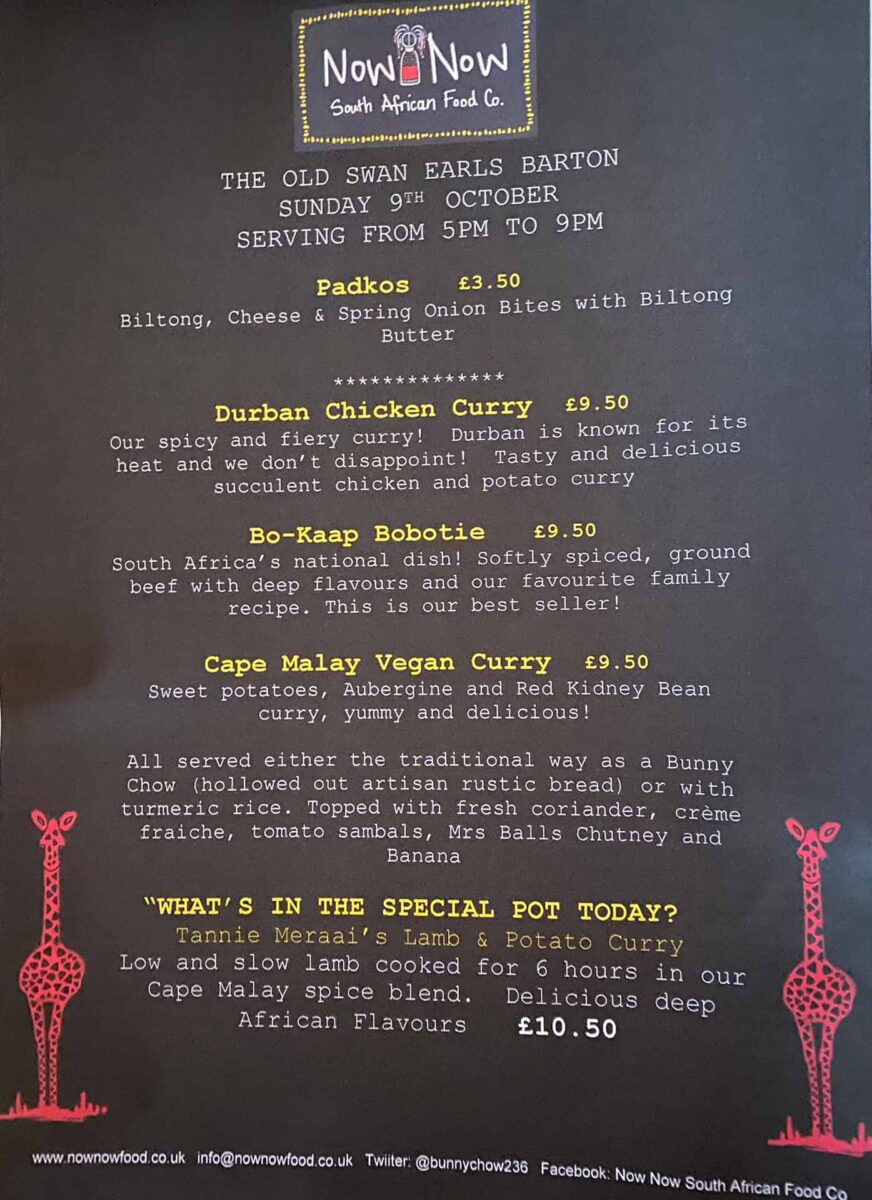 Now Now
South African Food Co.
THE OLD SWAN EARLS BARTON
SUNDAY 9TH OCTOBER
SERVING FROM 5PM TO 9PM
Padkos £3.50
Biltong, Cheese & Spring Onion Bites with Biltong
Butter
**************
Durban Chicken Curry £9.50
Our spicy and fiery curry! Durban is known for its
heat and we don't disappoint! Tasty and delicious
succulent chicken and potato curry
Bo-Kaap Bobotie £9.50
South Africa's national dish! Softly spiced, ground
beef with deep flavours and our favourite family
recipe. This is our best seller!
Cape Malay Vegan Curry £9.50
Sweet potatoes, Aubergine and Red Kidney Bean
curry, yummy and delicious!
All served either the traditional way as a Bunny
Chow (hollowed out artisan rustic bread) or with
turmeric rice. Topped with fresh coriander, crème
fraiche, tomato sambals, Mrs Balls Chutney and
Banana
"WHAT'S IN THE SPECIAL POT TODAY?
Tannie Meraai's Lamb & Potato Curry
Low and slow lamb cooked for 6 hours in our
Cape Malay spice blend. Delicious deep
African Flavours £10.50
www.nownowfood.co.uk info@nownowfood.co.uk Twiiter: @bunnychow236 Facebook: Now Now South African Food Co